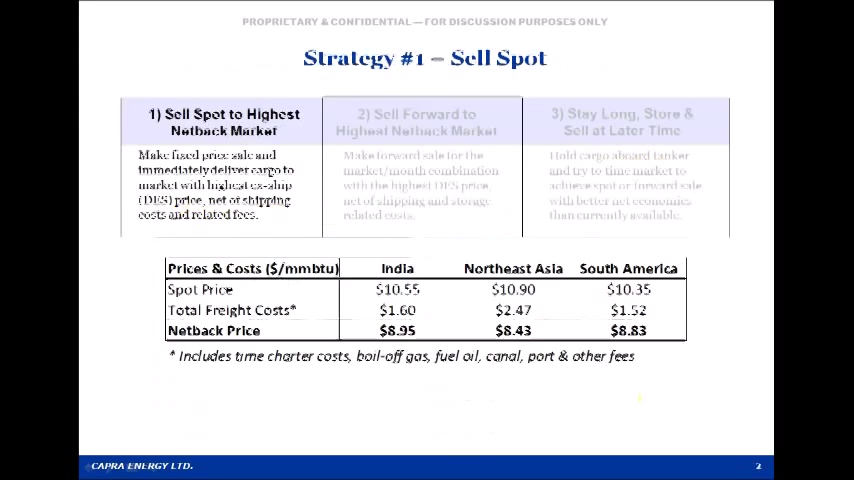 PROPRIETARY & CONFIDENTIAL — FOR DISCUSSION PURPOSES ONLY
Strategy #1 – Sell Spot
1) Sell Spot to Highest
Netback Market
Make fixed price sale and
immediately deliver cargo to
market with highest ex-ship
(DES) price, net of shipping
costs and related fees.
2) Sell Forward to
Highest Netback Market
Make forward sale for the
market/month combination
with the highest DES price,
net of shipping and storage
related costs.
3) Stay Long, Store &
Sell at Later Time
Hold cargo aboard tanker
and try to time market to
achieve spot or forward sale
with better net economics
than currently available.
Prices & Costs ($/mmbtu) India Northeast Asia South America
Spot Price $10.55 $10.90 $10.35
Total Freight Costs* $1.60 $2.47 $1.52
Netback Price $8.95 $8.43 $8.83
* Includes time charter costs, boil-off gas, fuel oil, canal, port & other fees
CAPRA ENERGY LTD. 2